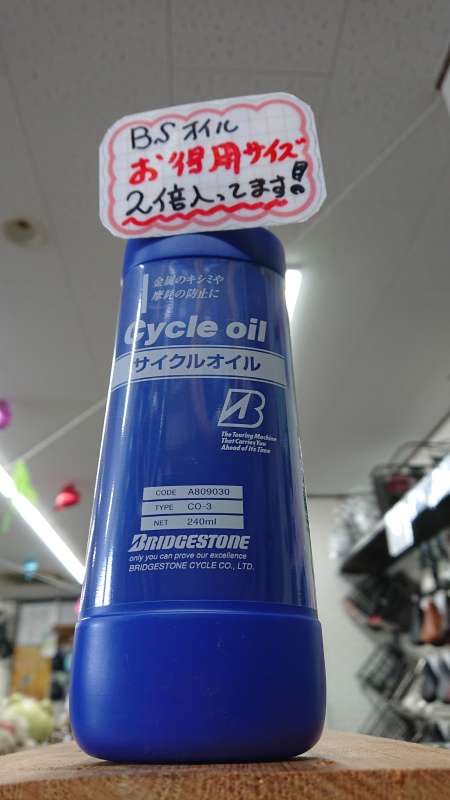 B.S オイル
お得用サイズ
2倍入ってます!!
金属のキシミや
摩耗の防止に
Cycle oil
サイクルオイル
The Touring Machine
That Carries You
Ahead of Its Time
CODE A809030
TYPE CO-3
NET 240ml
BRIDGESTONE
only you can prove our excellence
BRIDGESTONE CYCLE CO., LTD.